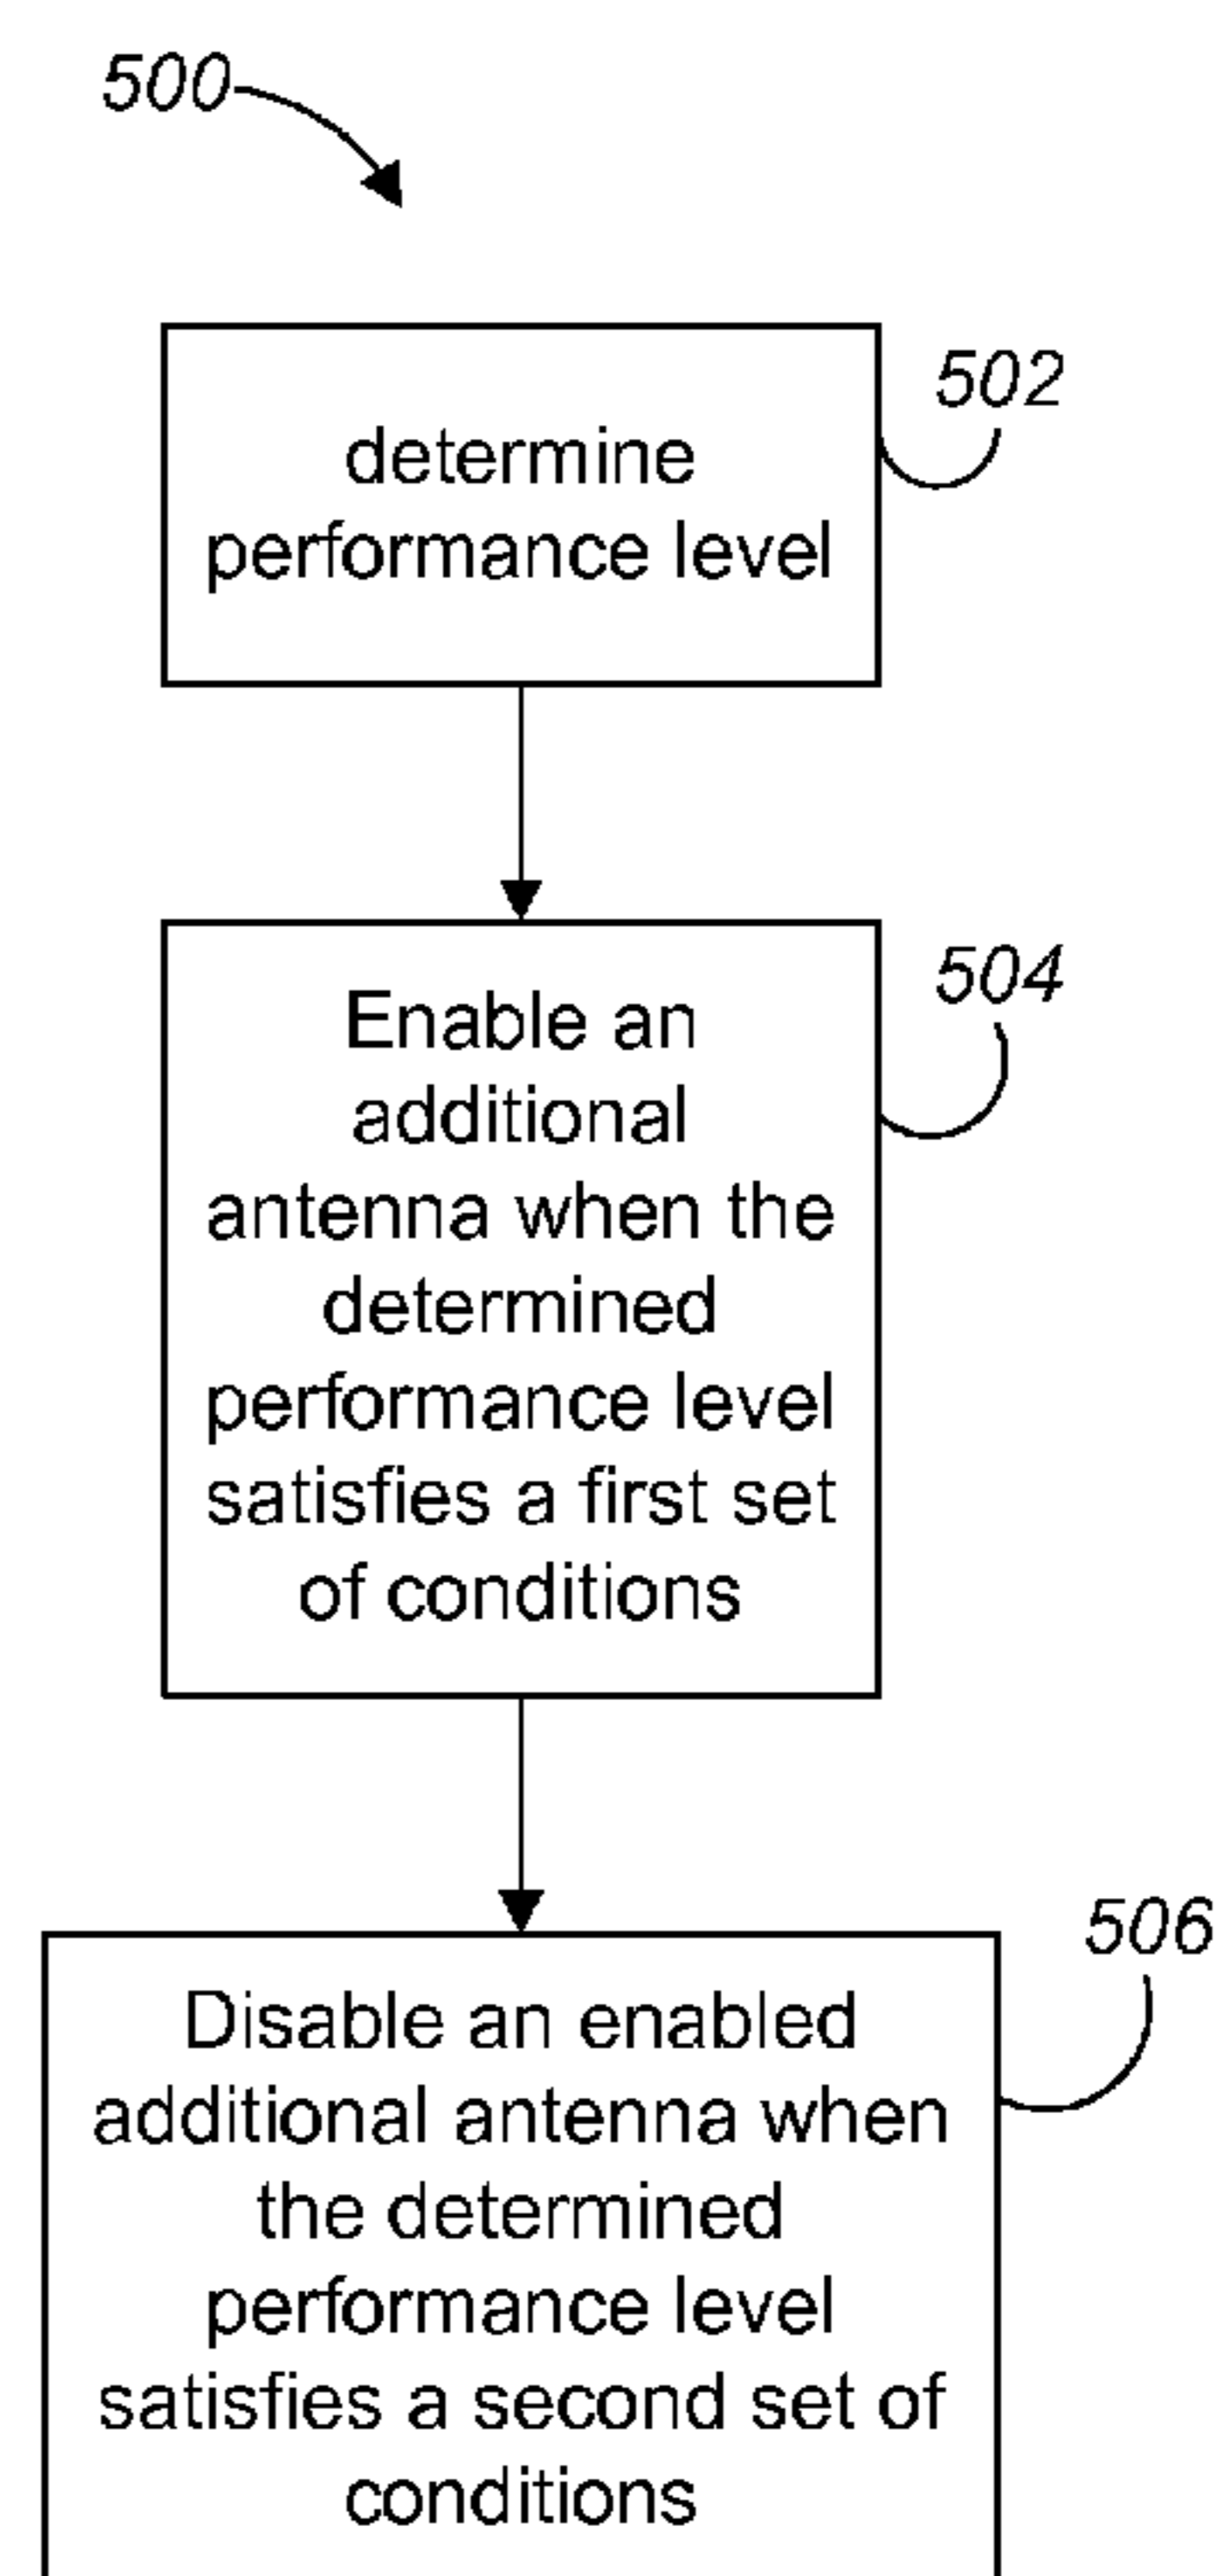 500
502
determine
performance level
504
Enable an
additional
antenna when the
determined
performance level
satisfies a first set
of conditions
506
Disable an enabled
additional antenna when
the determined
performance level
satisfies a second set of
conditions